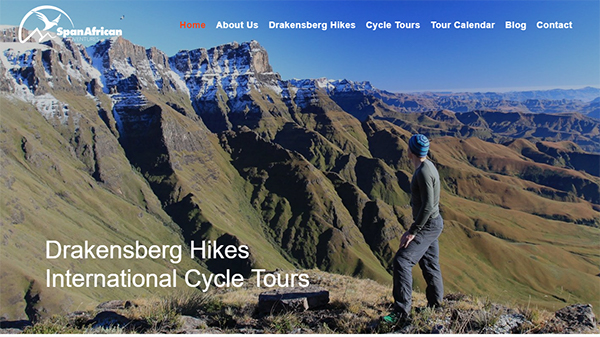 SpanAfrican
ADVENTURES
Home About Us Drakensberg Hikes Cycle Tours Tour Calendar Blog Contact
Drakensberg Hikes
International Cycle Tours